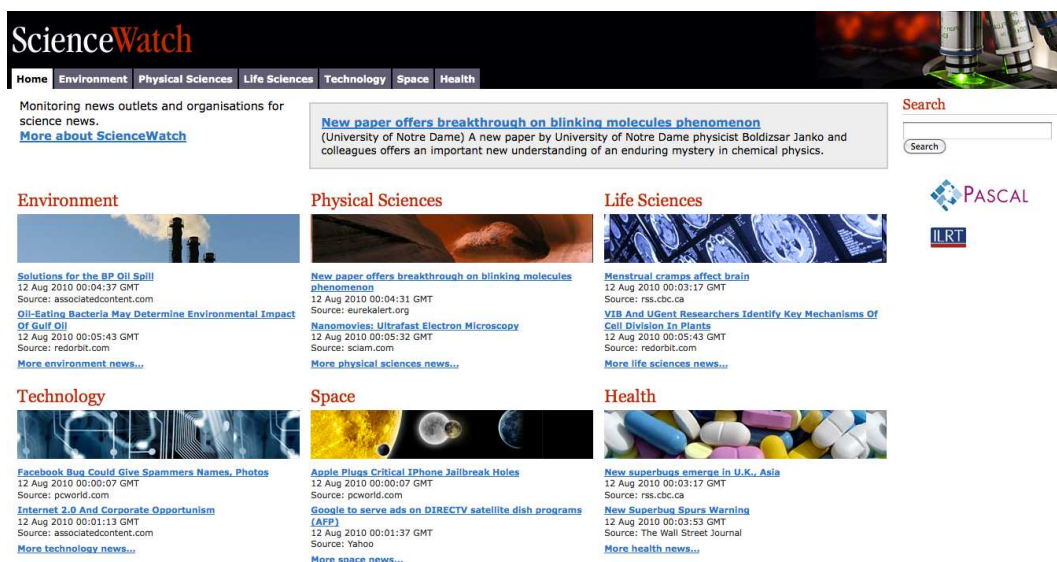 ScienceWatch
Home Environment Physical Sciences Life Sciences Technology Space Health
Monitoring news outlets and organisations for
science news.
More about ScienceWatch
New paper offers breakthrough on blinking molecules phenomenon
(University of Notre Dame) A new paper by University of Notre Dame physicist Boldizsar Janko and
colleagues offers an important new understanding of an enduring mystery in chemical physics.
Search
Search
PASCAL
ILRT
Environment
Solutions for the BP Oil Spill
12 Aug 2010 00:04:37 GMT
Source: associatedcontent.com
Oil-Eating Bacteria May Determine Environmental Impact
Of Gulf Oil
12 Aug 2010 00:05:43 GMT
Source: redorbit.com
More environment news...
Physical Sciences
New paper offers breakthrough on blinking molecules
phenomenon
12 Aug 2010 00:04:31 GMT
Source: eurekalert.org
Nanomovies: Ultrafast Electron Microscopy
12 Aug 2010 00:05:32 GMT
Source: sciam.com
More physical sciences news...
Life Sciences
Menstrual cramps affect brain
12 Aug 2010 00:03:17 GMT
Source: rss.cbc.ca
VIB And UGent Researchers Identify Key Mechanisms Of
Cell Division In Plants
12 Aug 2010 00:05:43 GMT
Source: redorbit.com
More life sciences news...
Technology
Facebook Bug Could Give Spammers Names, Photos
12 Aug 2010 00:00:07 GMT
Source: pcworld.com
Internet 2.0 And Corporate Opportunism
12 Aug 2010 00:01:13 GMT
Source: associatedcontent.com
More technology news...
Space
Apple Plugs Critical IPhone Jailbreak Holes
12 Aug 2010 00:00:07 GMT
Source: pcworld.com
Google to serve ads on DIRECTV satellite dish programs
(AFP)
12 Aug 2010 00:01:37 GMT
Source: Yahoo
More space news...
Health
New superbugs emerge in U.K., Asia
12 Aug 2010 00:03:17 GMT
Source: rss.cbc.ca
New Superbug Spurs Warning
12 Aug 2010 00:03:53 GMT
Source: The Wall Street Journal
More health news...